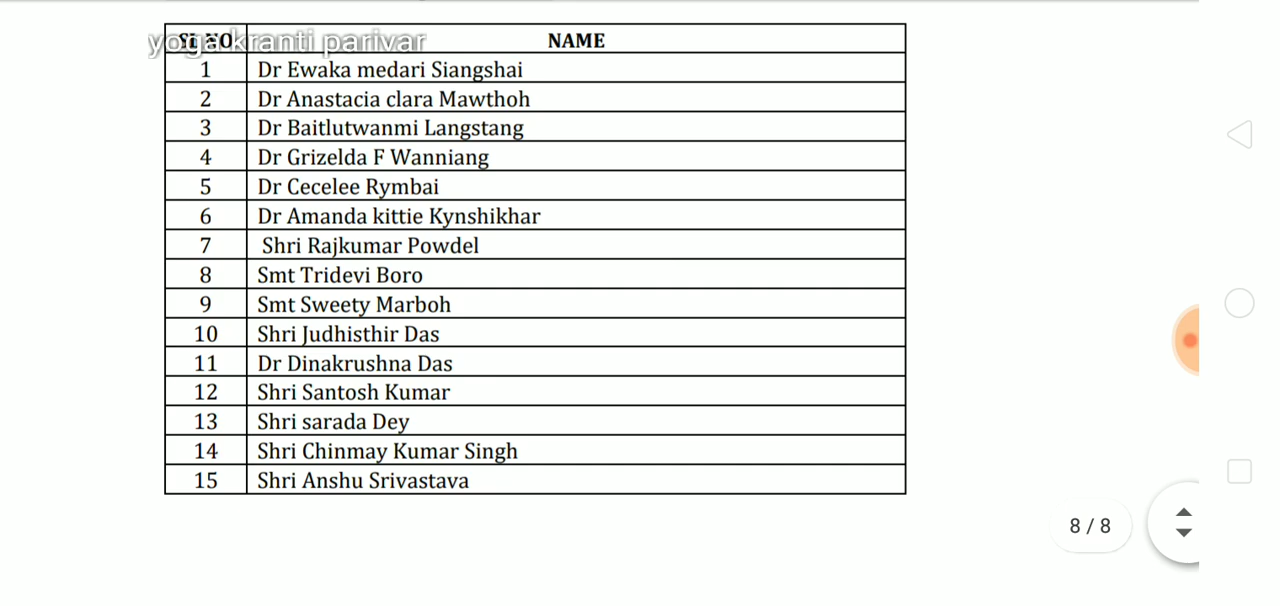 Sl NO NAME
yoga kranti parivar
1 Dr Ewaka medari Siangshai
2 Dr Anastacia clara Mawthoh
3 Dr Baitlutwanmi Langstang
4 Dr Grizelda F Wanniang
5 Dr Cecelee Rymbai
6 Dr Amanda kittie Kynshikhar
7 Shri Rajkumar Powdel
8 Smt Tridevi Boro
9 Smt Sweety Marboh
10 Shri Judhisthir Das
11 Dr Dinakrushna Das
12 Shri Santosh Kumar
13 Shri sarada Dey
14 Shri Chinmay Kumar Singh
15 Shri Anshu Srivastava
8 / 8